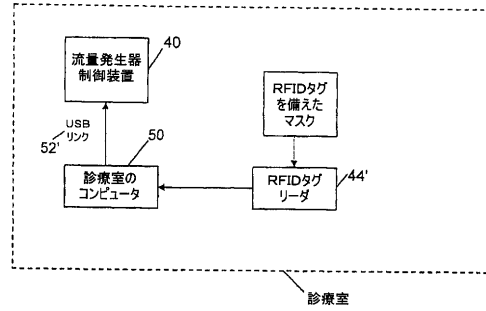 流量発生器
制御装置
40
RFIDタグ
を備えた
マスク
USB
リンク
52'
50
診療室の
コンピュータ
RFIDタグ
リーダ
44'
診療室